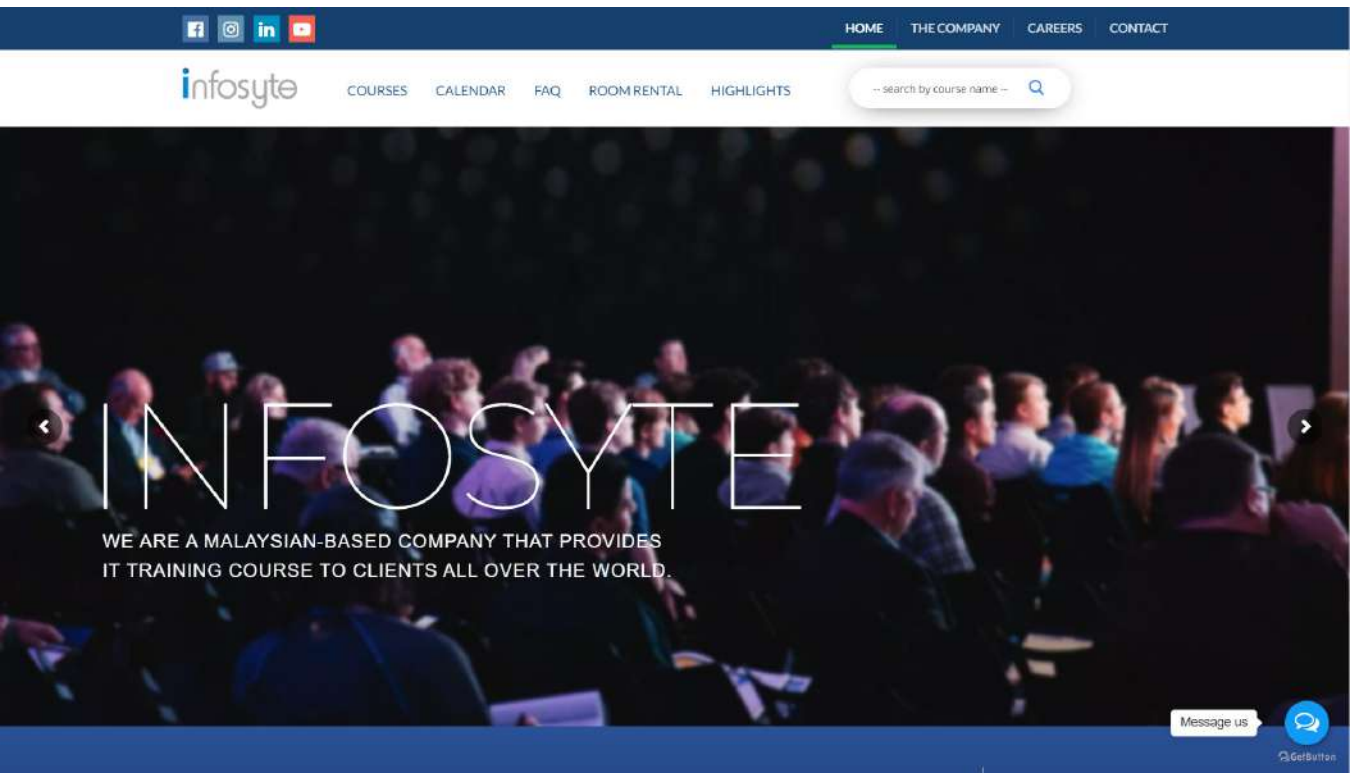 HOME THE COMPANY CAREERS CONTACT
infosyte COURSES CALENDAR FAQ ROOM RENTAL HIGHLIGHTS -- search by course name --
INFOSYTE
WE ARE A MALAYSIAN-BASED COMPANY THAT PROVIDES
IT TRAINING COURSE TO CLIENTS ALL OVER THE WORLD.
Message us
GetButton